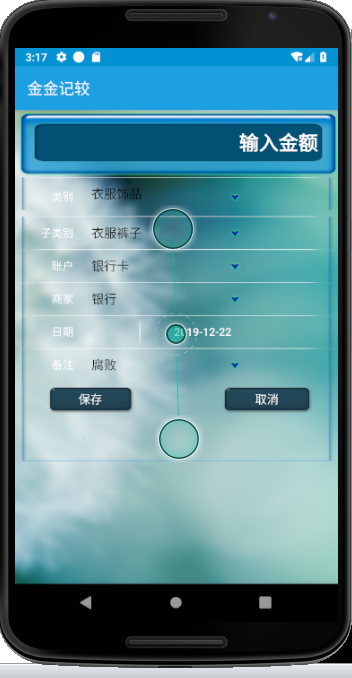 3:17
金金记较
输入金额
类别 衣服饰品
子类别 衣服裤子
账户 银行卡
商家 银行
日期 2019-12-22
备注 腐败
保存 取消